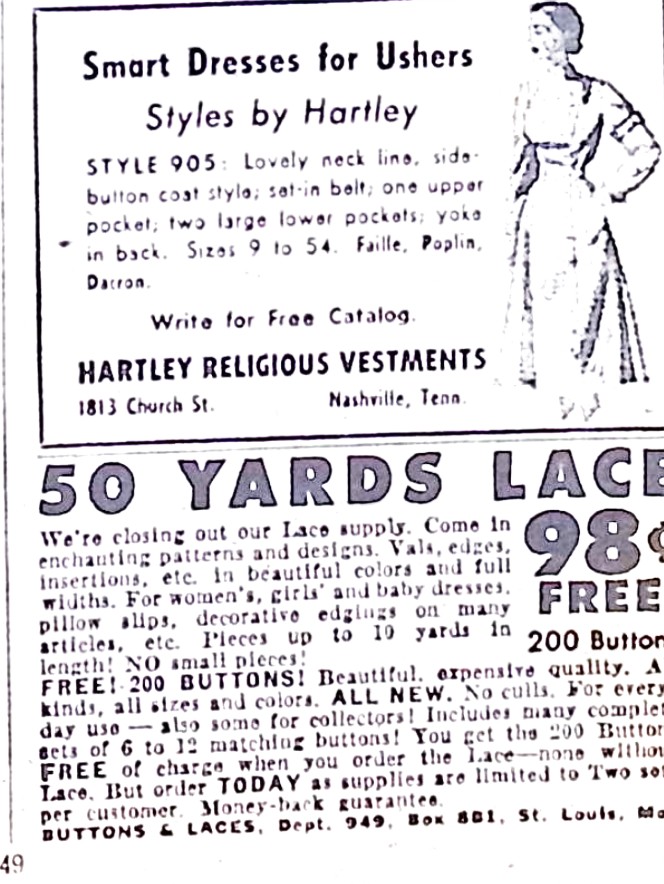 Smart Dresses for Ushers
Styles by Hartley
STYLE 905: Lovely neck line, side-
button coat style; set-in belt; one upper
pocket; two large lower pockets; yoke
in back. Sizes 9 to 54. Faille, Poplin,
Dacron.
Write for Free Catalog.
HARTLEY RELIGIOUS VESTMENTS
1813 Church St. Nashville, Tenn.
50 YARDS LACE
98¢
FREE
200 Button
We're closing out our Lace supply. Come in
enchanting patterns and designs. Vals, edges,
insertions, etc. in beautiful colors and full
widths. For women's, girls' and baby dresses,
pillow slips, decorative edgings on many
articles, etc. Pieces up to 10 yards in
length! NO small pieces!
FREE! 200 BUTTONS! Beautiful, expensive quality. A
kinds, all sizes and colors. ALL NEW. No culls. For every
day use — also some for collectors! Includes many complet
sets of 6 to 12 matching buttons! You get the 200 Button
FREE of charge when you order the Lace—none withou
Lace. But order TODAY as supplies are limited to Two set
per customer. Money-back guarantee.
BUTTONS & LACES, Dept. 949, Box 881, St. Louis, Mo
49